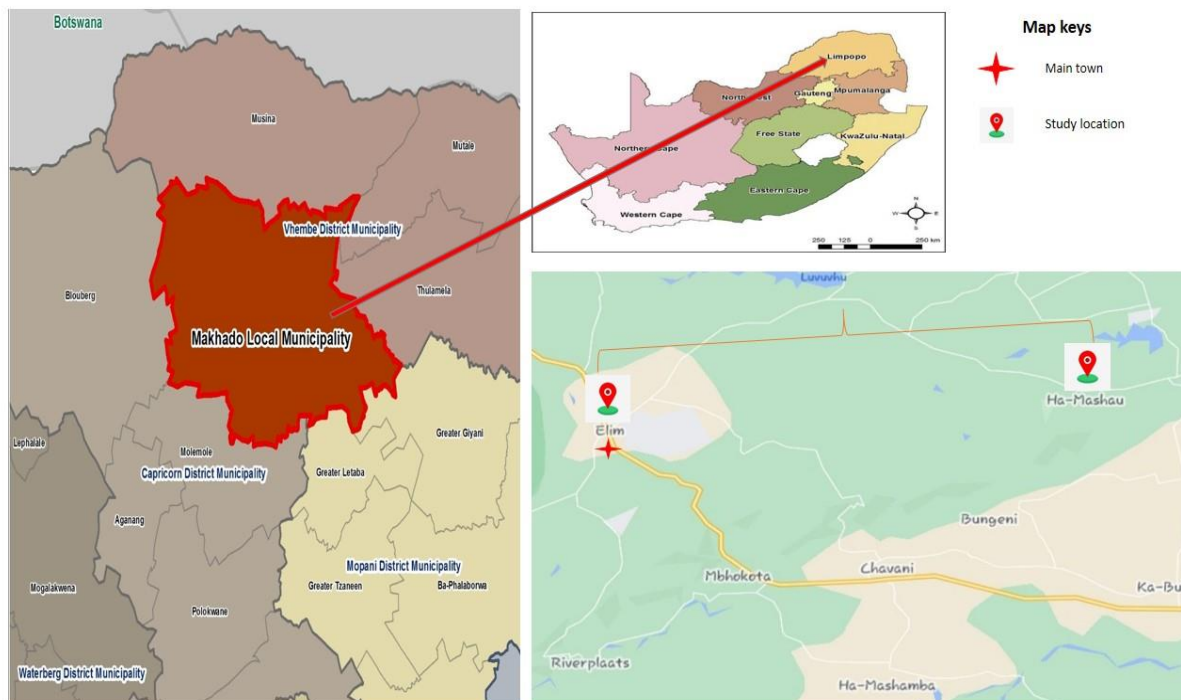 Botswana
Musina
Mutale
Vhembe District Municipality
Blouberg
Thulamela
Makhado Local Municipality
Greater Giyani
Lephalale
Molemole
Capricorn District Municipality
Greater Letaba
Aganang
Mopani District Municipality
Mogalakwena
Greater Tzaneen
Ba-Phalaborwa
Polokwane
Waterberg District Municipality
Limpopo
North West
Gauteng
Mpumalanga
Free State
KwaZulu-Natal
Northern Cape
Eastern Cape
Western Cape
N
W E
S
250 125 0 250 km
Map keys
Main town
Study location
Luvuvhu
Ha-Mashau
Elim
Bungeni
Chavani
Mbhokota
Ka-Bu
Riverplaats
Ha-Mashamba